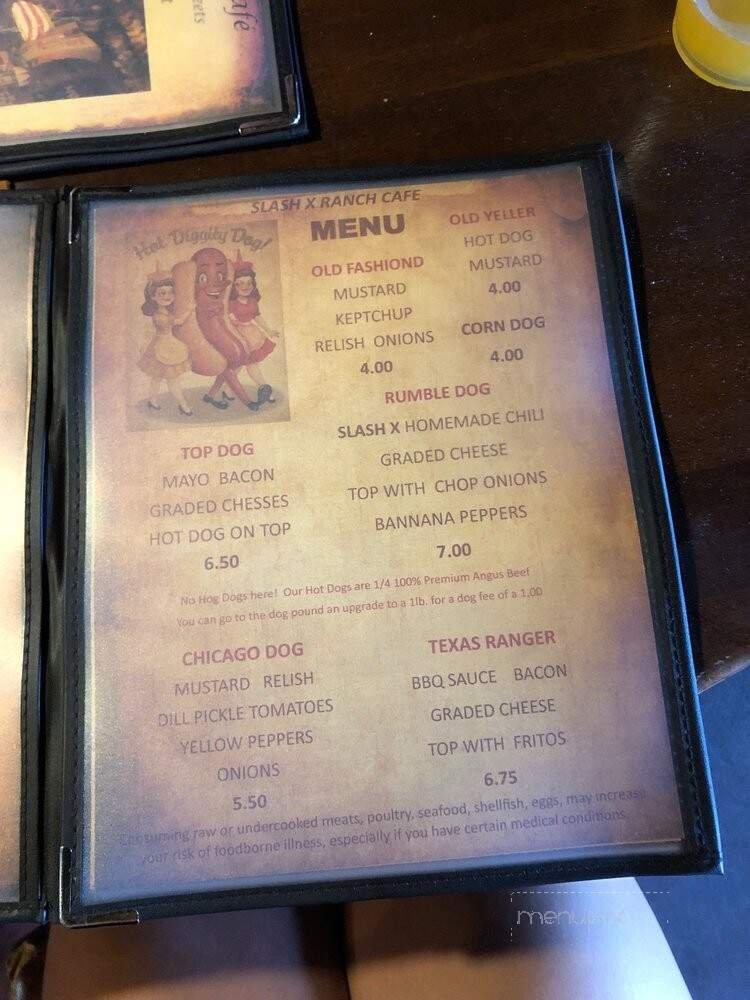 afé
eets
SLASH X RANCH CAFE
MENU
Hot Diggity Dog!
OLD FASHIOND
MUSTARD
KEPTCHUP
RELISH ONIONS
4.00
OLD YELLER
HOT DOG
MUSTARD
4.00
CORN DOG
4.00
RUMBLE DOG
SLASH X HOMEMADE CHILI
GRADED CHEESE
TOP WITH CHOP ONIONS
BANNANA PEPPERS
7.00
TOP DOG
MAYO BACON
GRADED CHESSES
HOT DOG ON TOP
6.50
No Hog Dogs here! Our Hot Dogs are 1/4 100% Premium Angus Beef
You can go to the dog pound an upgrade to a 1lb. for a dog fee of a 1.00
CHICAGO DOG
MUSTARD RELISH
DILL PICKLE TOMATOES
YELLOW PEPPERS
ONIONS
5.50
TEXAS RANGER
BBQ SAUCE BACON
GRADED CHEESE
TOP WITH FRITOS
6.75
Consuming raw or undercooked meats, poultry, seafood, shellfish, eggs, may increase
your risk of foodborne illness, especially if you have certain medical conditions